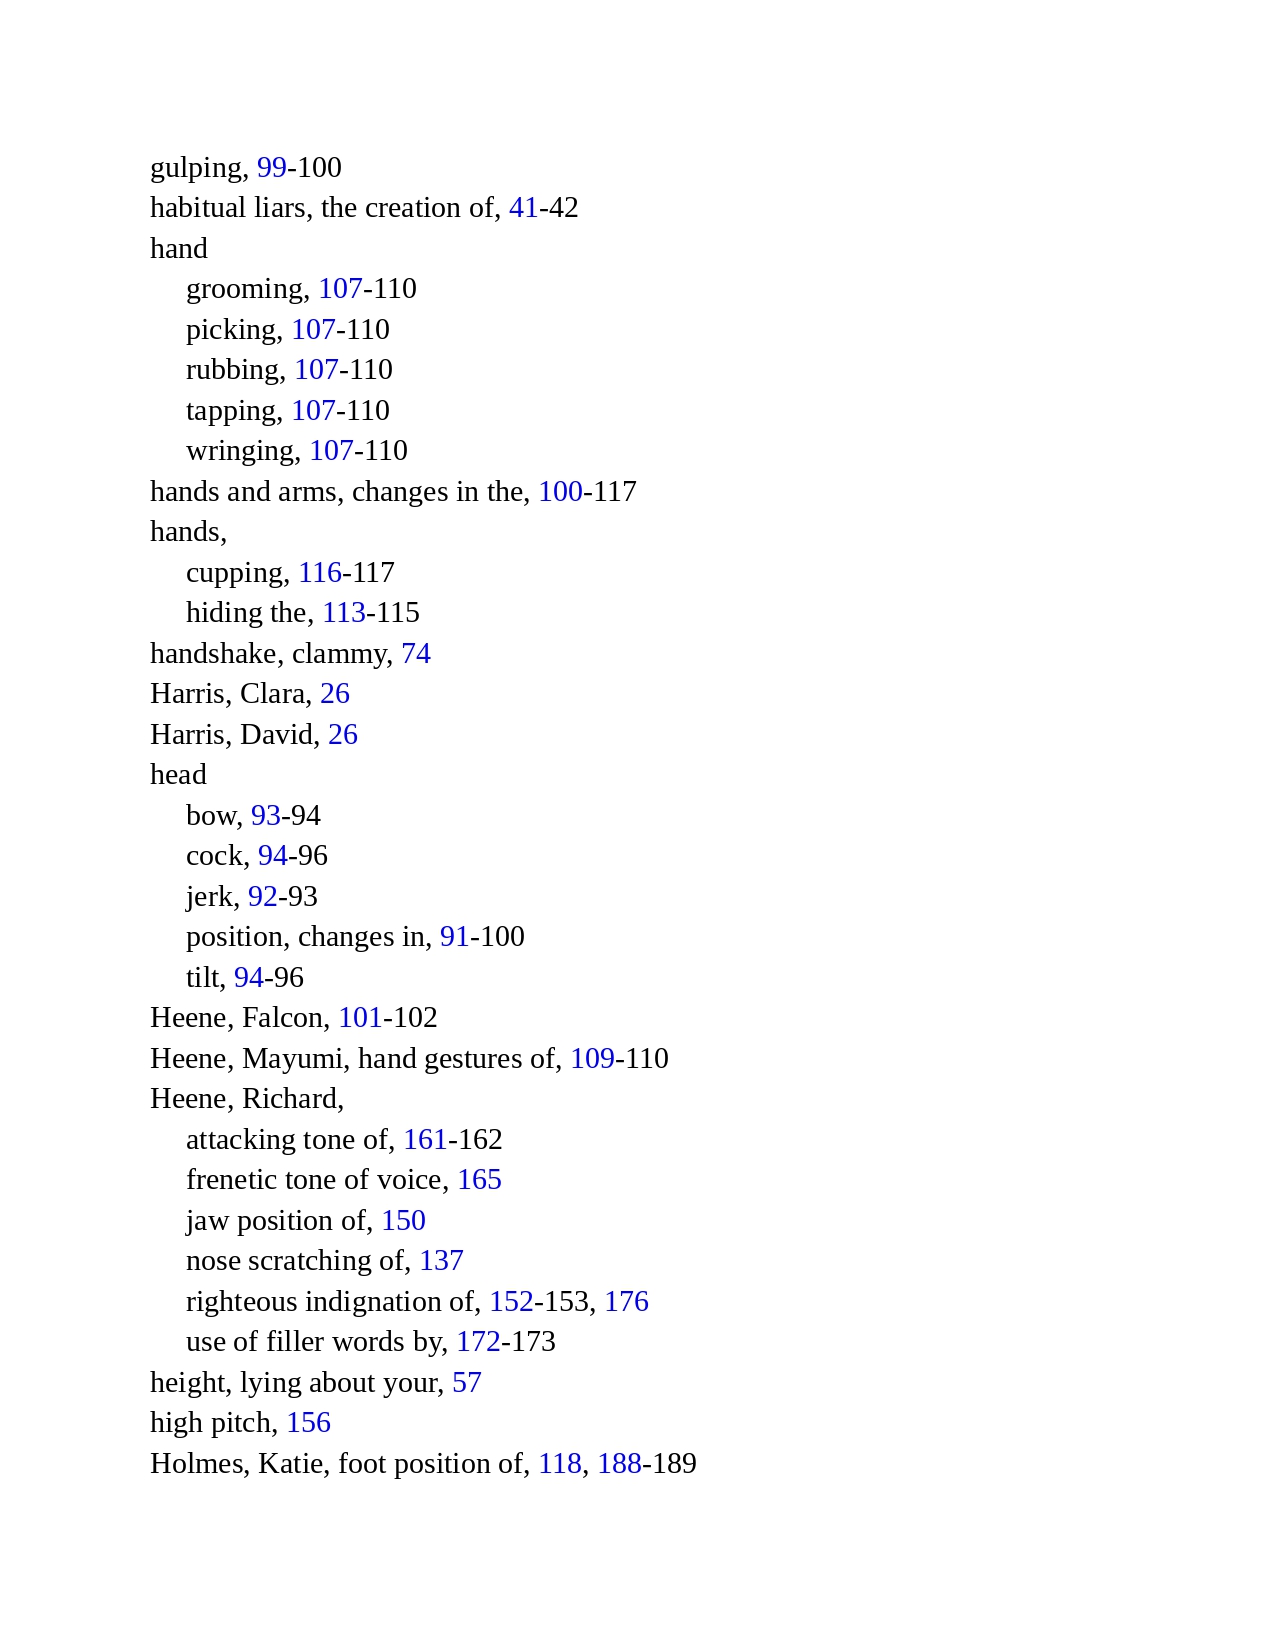 gulping, 99-100
habitual liars, the creation of, 41-42
hand
grooming, 107-110
picking, 107-110
rubbing, 107-110
tapping, 107-110
wringing, 107-110
hands and arms, changes in the, 100-117
hands,
cupping, 116-117
hiding the, 113-115
handshake, clammy, 74
Harris, Clara, 26
Harris, David, 26
head
bow, 93-94
cock, 94-96
jerk, 92-93
position, changes in, 91-100
tilt, 94-96
Heene, Falcon, 101-102
Heene, Mayumi, hand gestures of, 109-110
Heene, Richard,
attacking tone of, 161-162
frenetic tone of voice, 165
jaw position of, 150
nose scratching of, 137
righteous indignation of, 152-153, 176
use of filler words by, 172-173
height, lying about your, 57
high pitch, 156
Holmes, Katie, foot position of, 118, 188-189